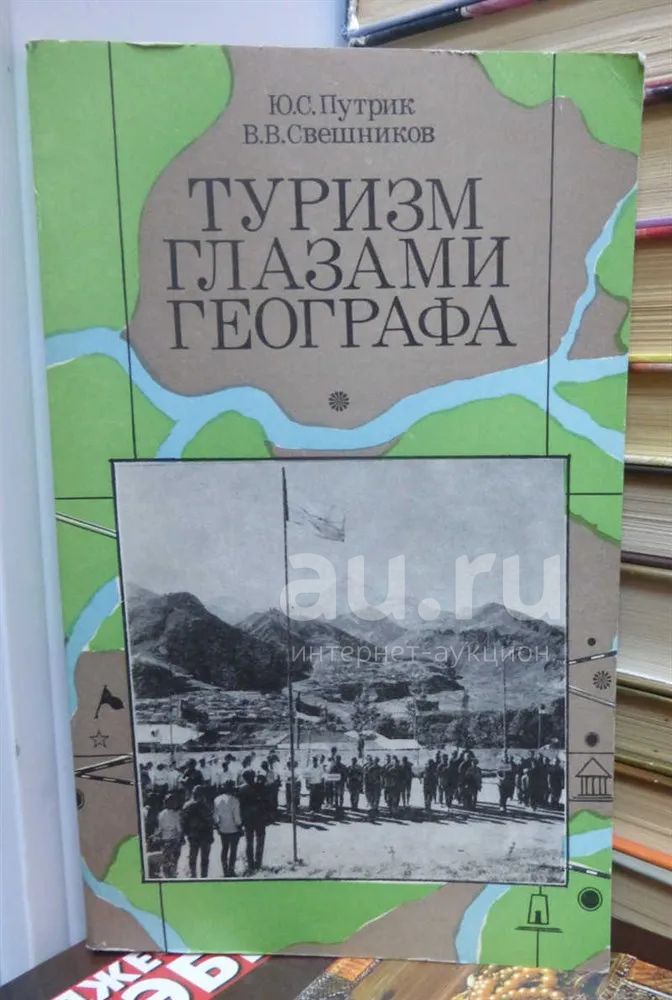 Ю.С.Путрик
В.В.Свешников
ТУРИЗМ
ГЛАЗАМИ
ГЕОГРАФА
au.ru
интернет-аукцион